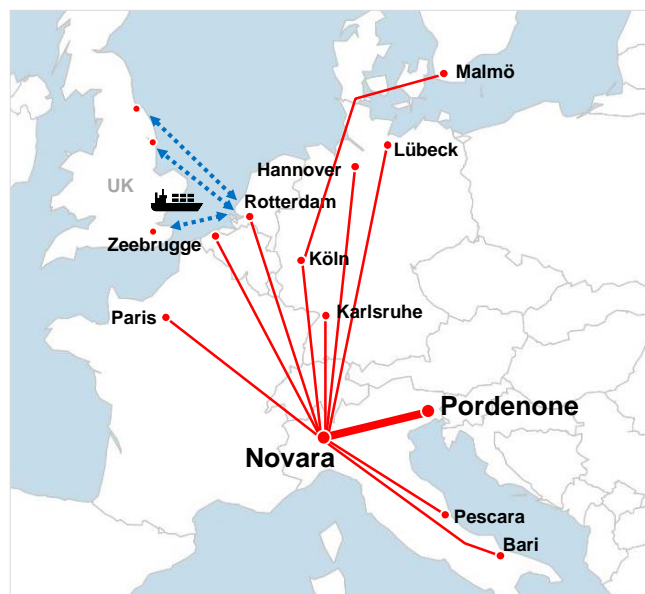 Malmö
Lübeck
Hannover
UK
Rotterdam
Zeebrugge
Köln
Paris
Karlsruhe
Pordenone
Novara
Pescara
Bari